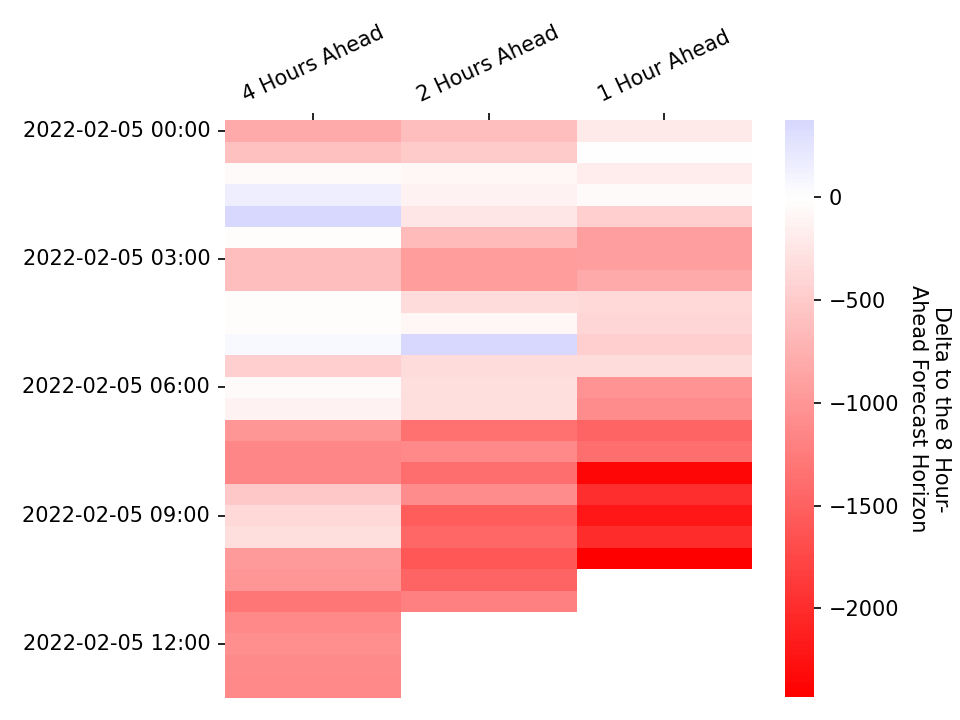 4 Hours Ahead
2 Hours Ahead
1 Hour Ahead
2022-02-05 00:00
2022-02-05 03:00
2022-02-05 06:00
2022-02-05 09:00
2022-02-05 12:00
0
−500
−1000
−1500
−2000
Delta to the 8 Hour-
Ahead Forecast Horizon